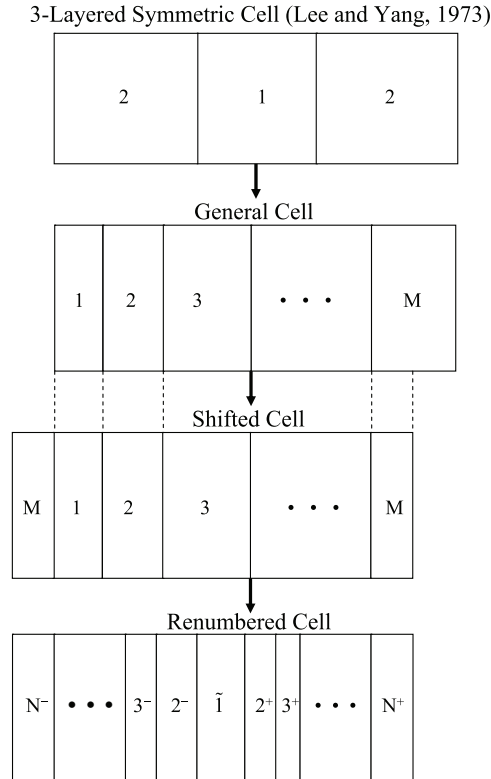 3-Layered Symmetric Cell (Lee and Yang, 1973)
2 1 2
General Cell
1 2 3 • • • M
Shifted Cell
M 1 2 3 • • • M
Renumbered Cell
N⁻ • • • 3⁻ 2⁻ 1̃ 2⁺ 3⁺ • • • N⁺